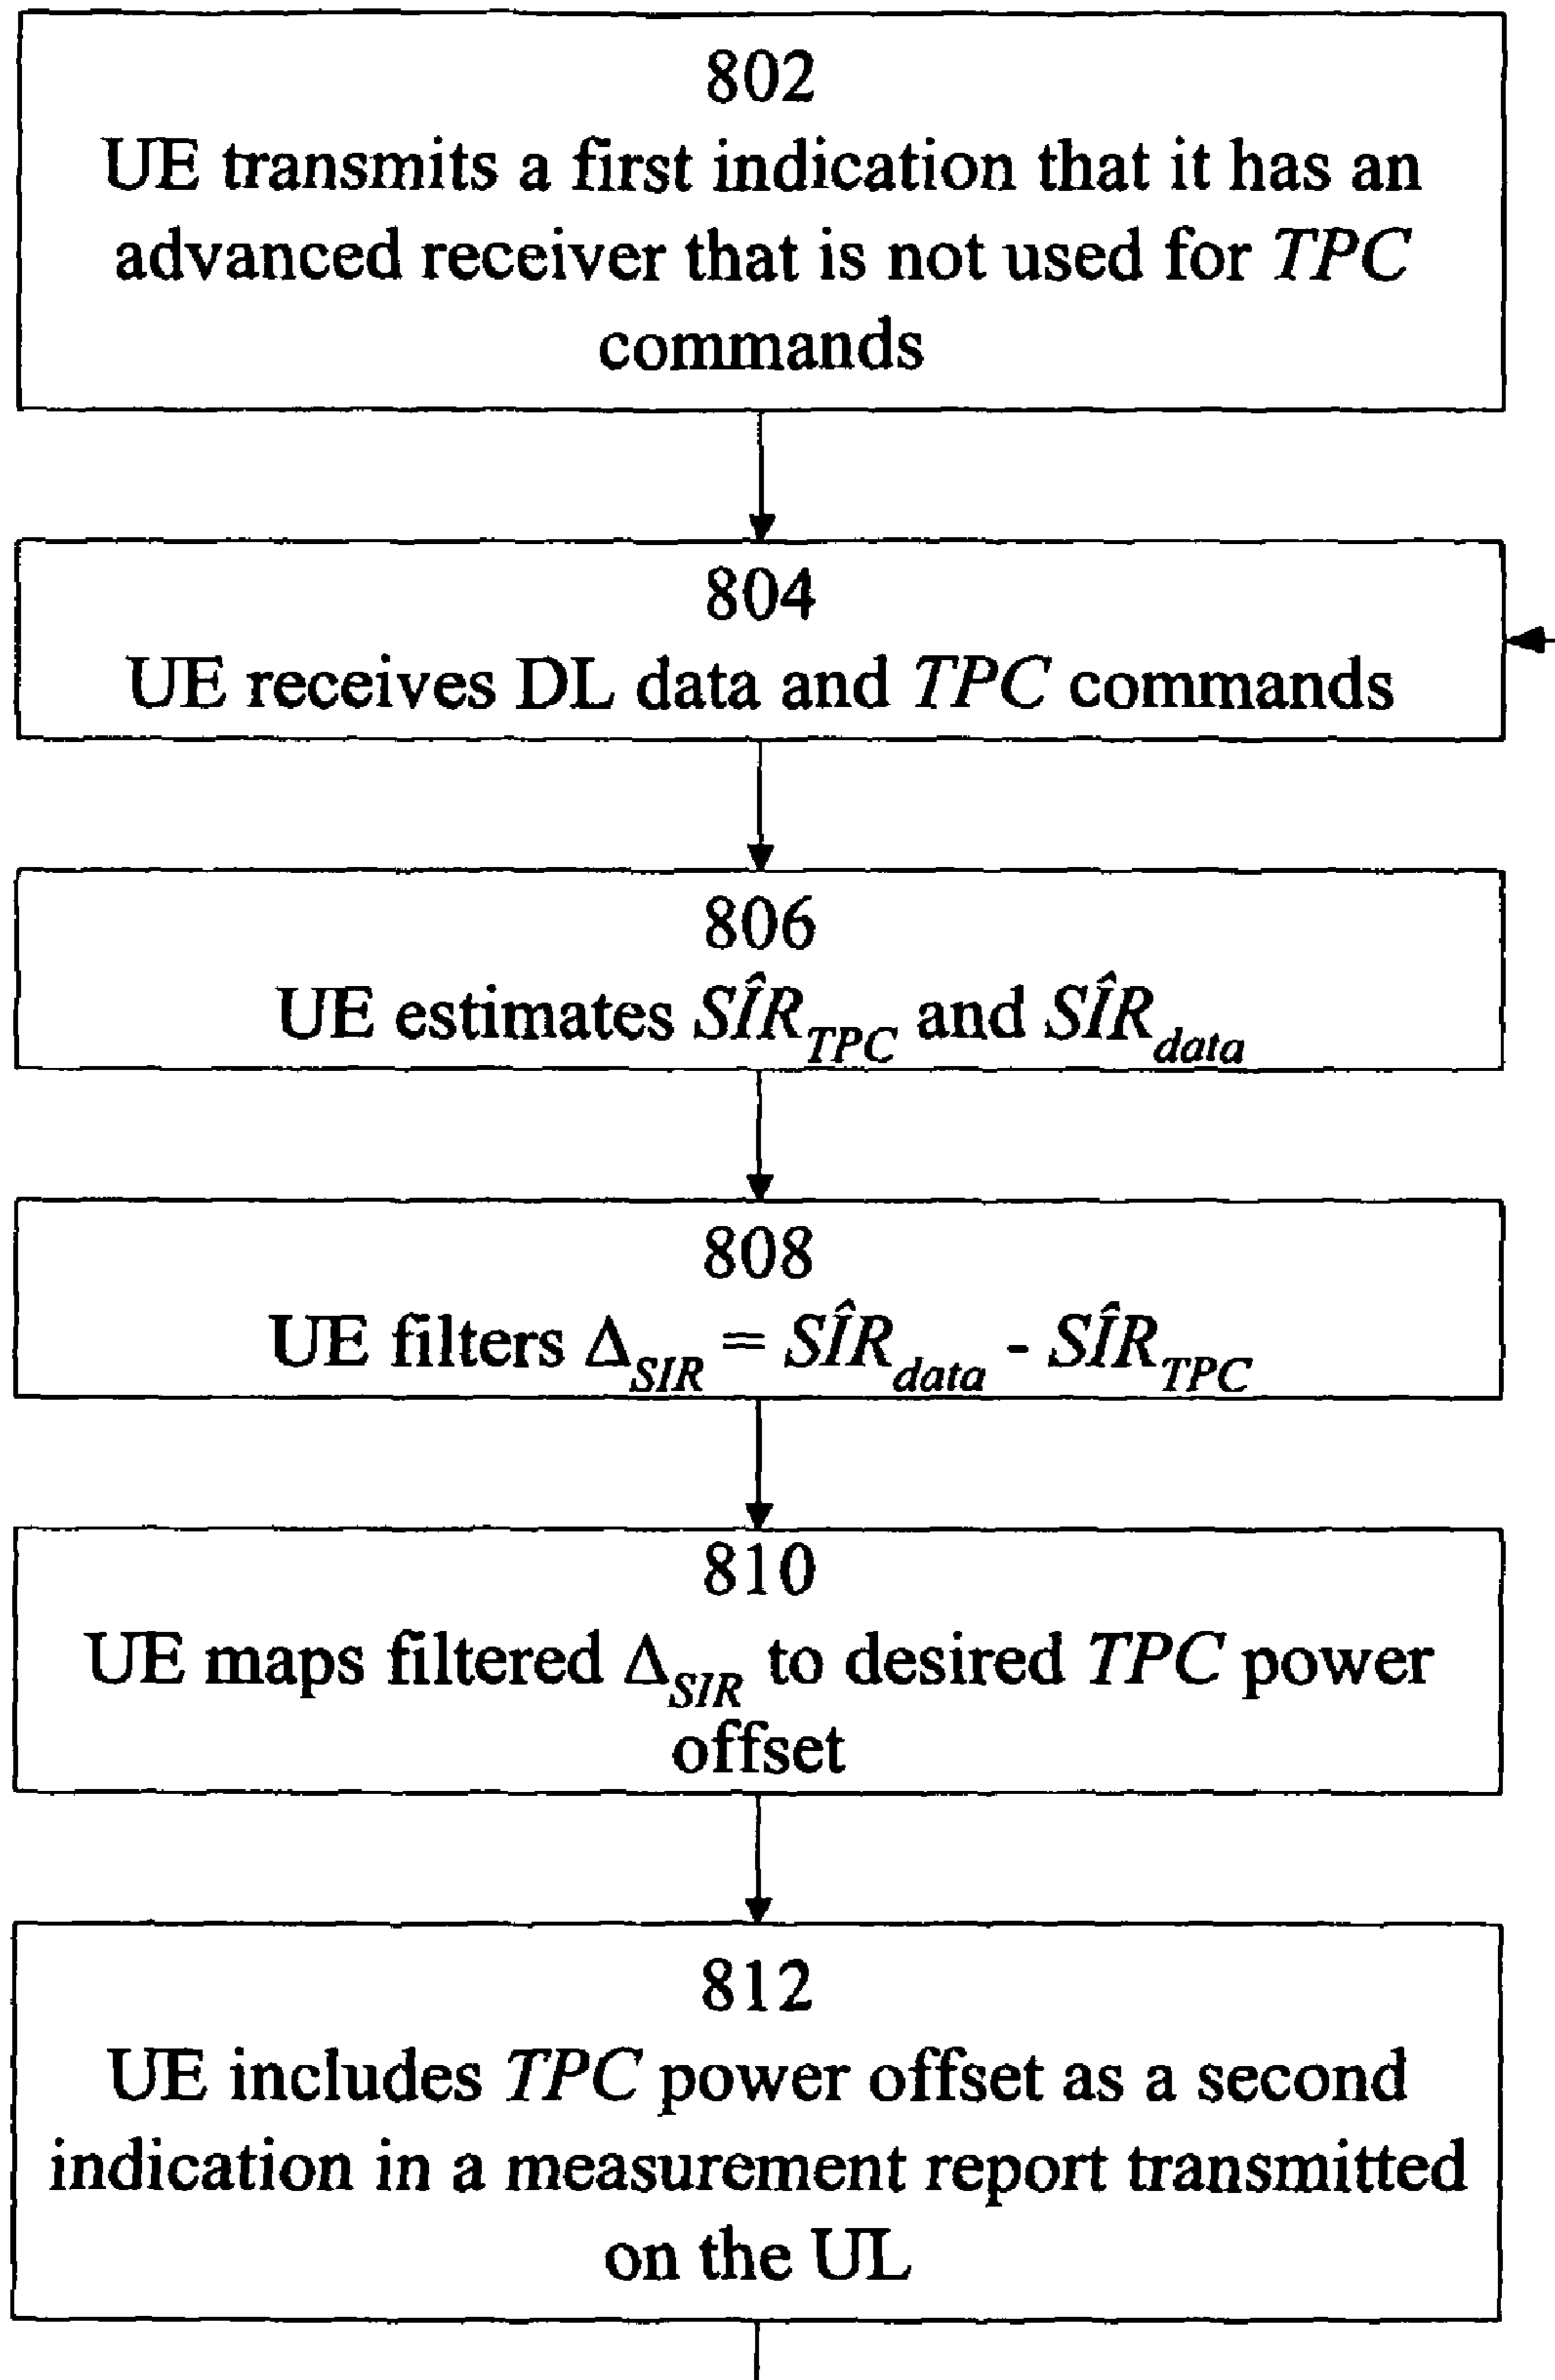 802
UE transmits a first indication that it has an
advanced receiver that is not used for TPC
commands
804
UE receives DL data and TPC commands
806
UE estimates SÎR_TPC and SÎR_data
808
UE filters Δ_SIR = SÎR_data - SÎR_TPC
810
UE maps filtered Δ_SIR to desired TPC power
offset
812
UE includes TPC power offset as a second
indication in a measurement report transmitted
on the UL